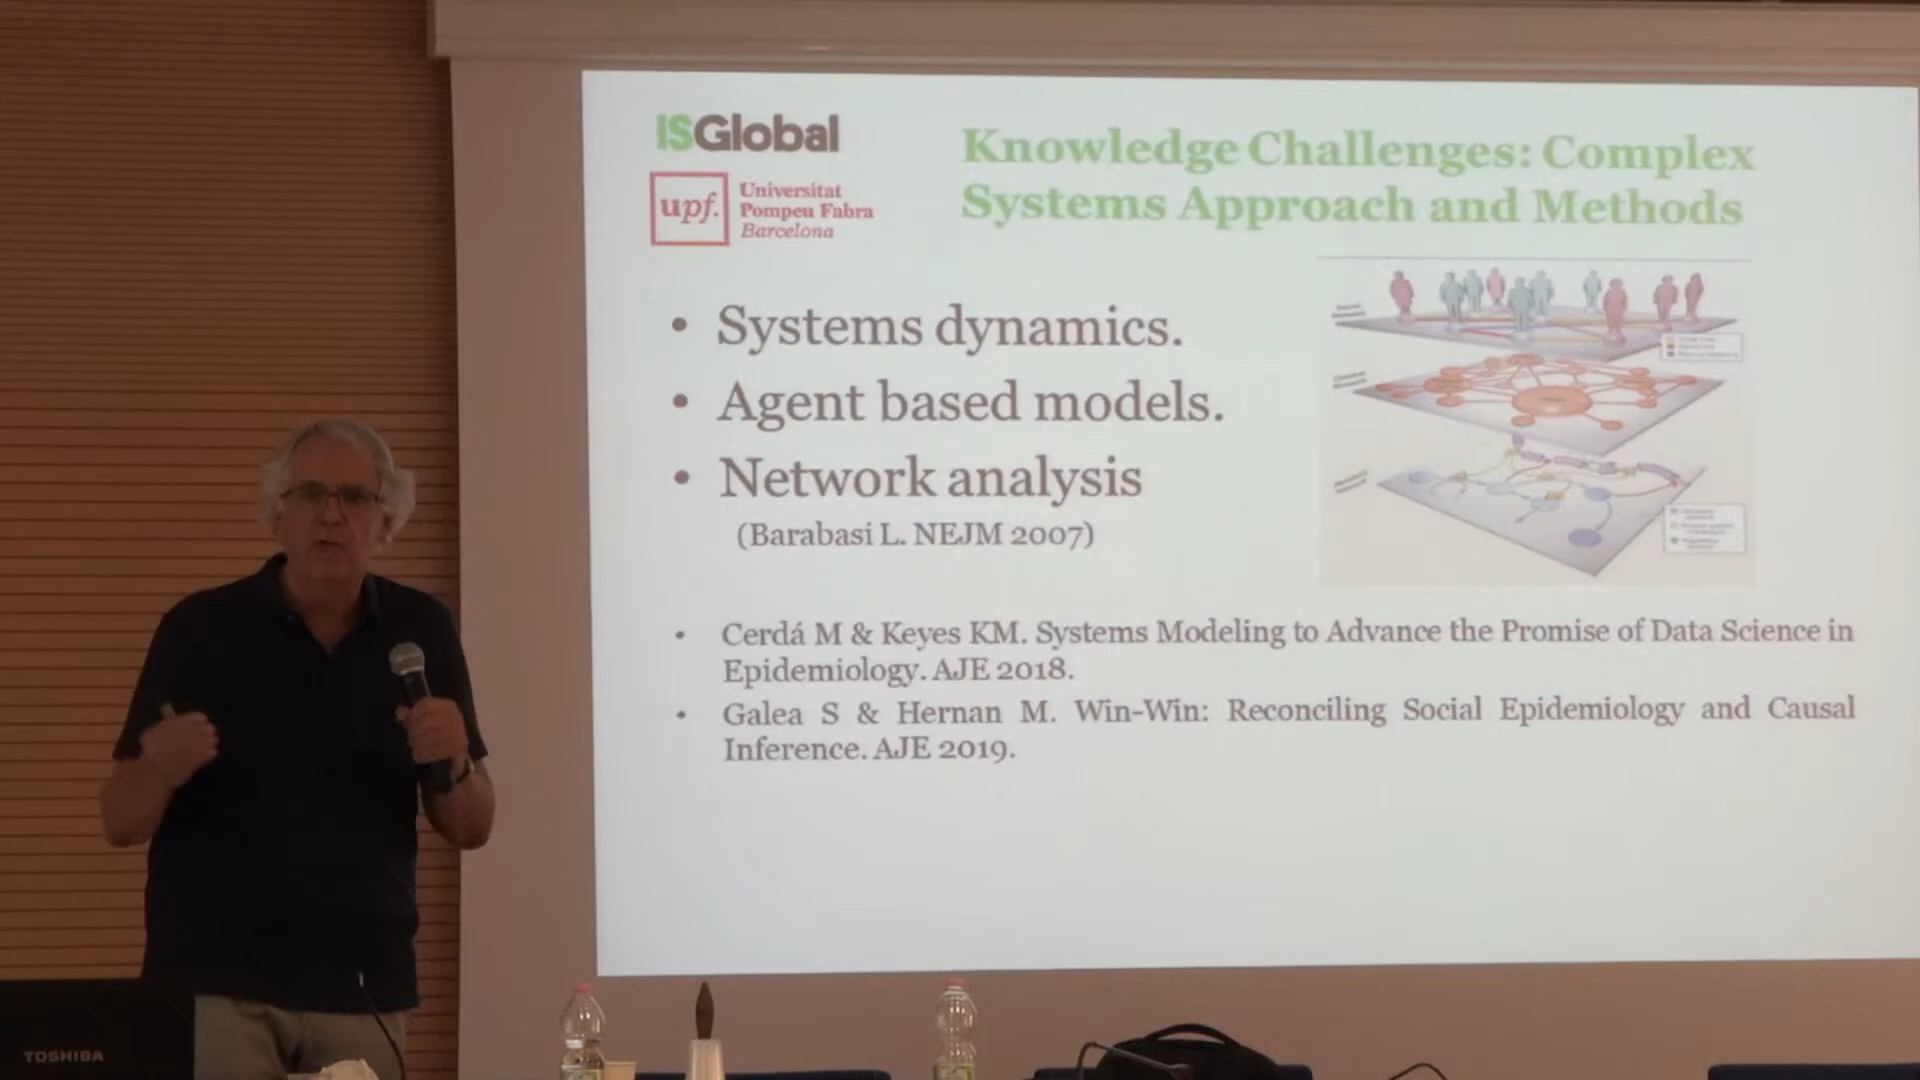 ISGlobal
upf.
Universitat
Pompeu Fabra
Barcelona
Knowledge Challenges: Complex
Systems Approach and Methods
• Systems dynamics.
• Agent based models.
• Network analysis
(Barabasi L. NEJM 2007)
• Cerdá M & Keyes KM. Systems Modeling to Advance the Promise of Data Science in
Epidemiology. AJE 2018.
• Galea S & Hernan M. Win-Win: Reconciling Social Epidemiology and Causal
Inference. AJE 2019.
TOSHIBA